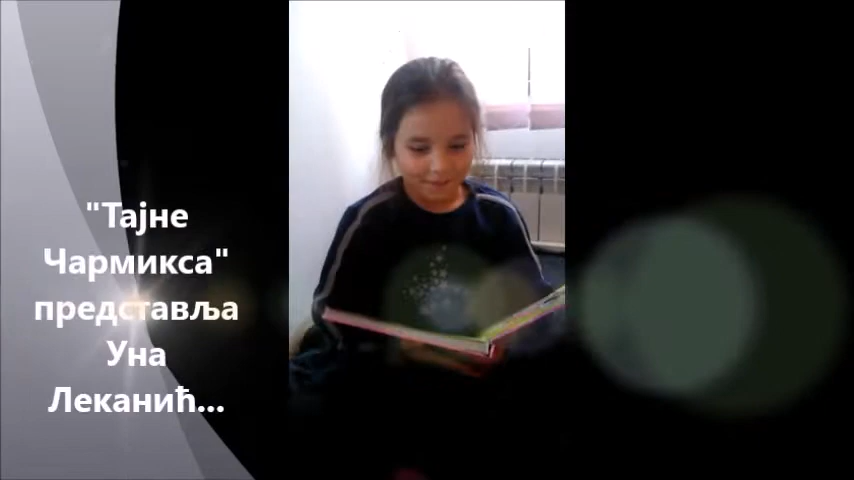 "Тајне
Чармикса"
представља
Уна
Леканић...